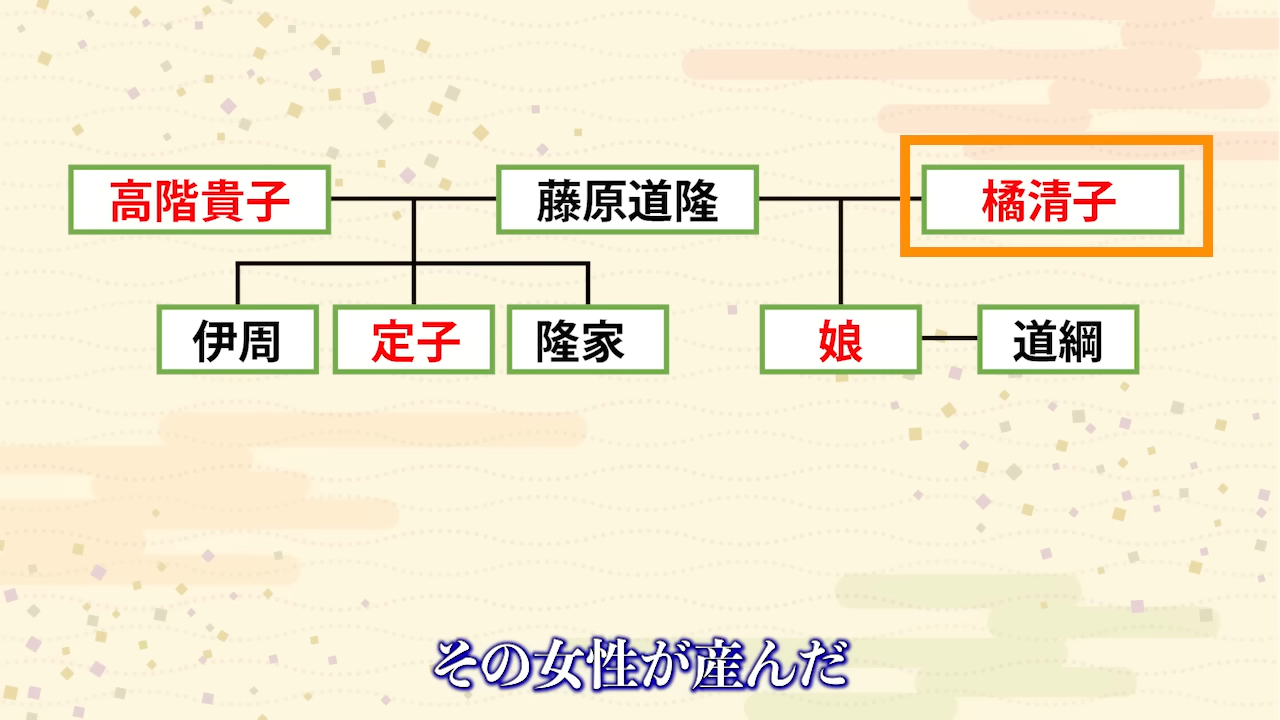 高階貴子
藤原道隆
橘清子
伊周
定子
隆家
娘
道綱
その女性が産んだ